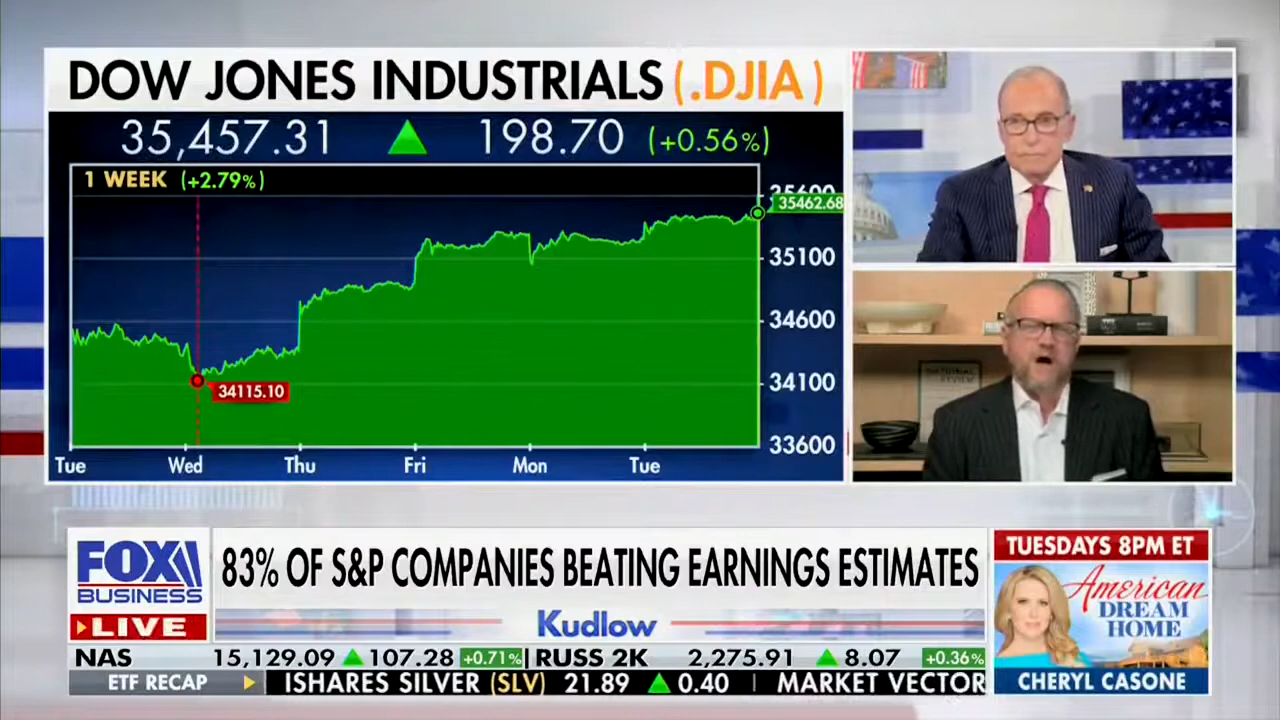 DOW JONES INDUSTRIALS (.DJIA)
35,457.31 ▲ 198.70 (+0.56%)
1 WEEK (+2.79%)
35600
35462.68
35100
34600
34100
33600
34115.10
Tue Wed Thu Fri Mon Tue
NATIONAL
REVIEW
FOX
BUSINESS
LIVE
83% OF S&P COMPANIES BEATING EARNINGS ESTIMATES
Kudlow
TUESDAYS 8PM ET
American
DREAM
HOME
CHERYL CASONE
NAS 15,129.09 ▲ 107.28 +0.71% RUSS 2K 2,275.91 ▲ 8.07 +0.36%
ETF RECAP ISHARES SILVER (SLV) 21.89 ▲ 0.40 | MARKET VECTOR